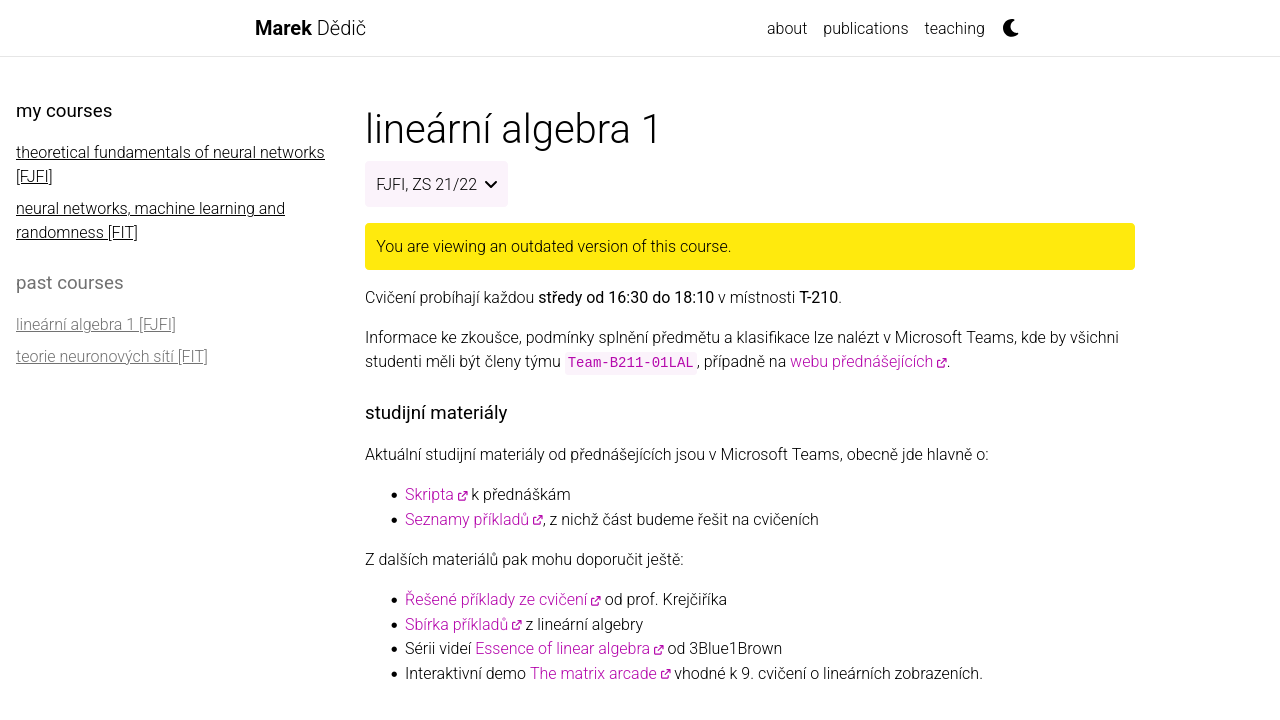 Marek Dědič
about publications teaching
my courses
theoretical fundamentals of neural networks
[FJFI]
neural networks, machine learning and
randomness [FIT]
past courses
lineární algebra 1 [FJFI]
teorie neuronových sítí [FIT]
lineární algebra 1
FJFI, ZS 21/22
You are viewing an outdated version of this course.
Cvičení probíhají každou středy od 16:30 do 18:10 v místnosti T-210.
Informace ke zkoušce, podmínky splnění předmětu a klasifikace lze nalézt v Microsoft Teams, kde by všichni
studenti měli být členy týmu Team-B211-01LAL, případně na webu přednášejících.
studijní materiály
Aktuální studijní materiály od přednášejících jsou v Microsoft Teams, obecně jde hlavně o:
• Skripta k přednáškám
• Seznamy příkladů, z nichž část budeme řešit na cvičeních
Z dalších materiálů pak mohu doporučit ještě:
• Řešené příklady ze cvičení od prof. Krejčiříka
• Sbírka příkladů z lineární algebry
• Sérii videí Essence of linear algebra od 3Blue1Brown
• Interaktivní demo The matrix arcade vhodné k 9. cvičení o lineárních zobrazeních.